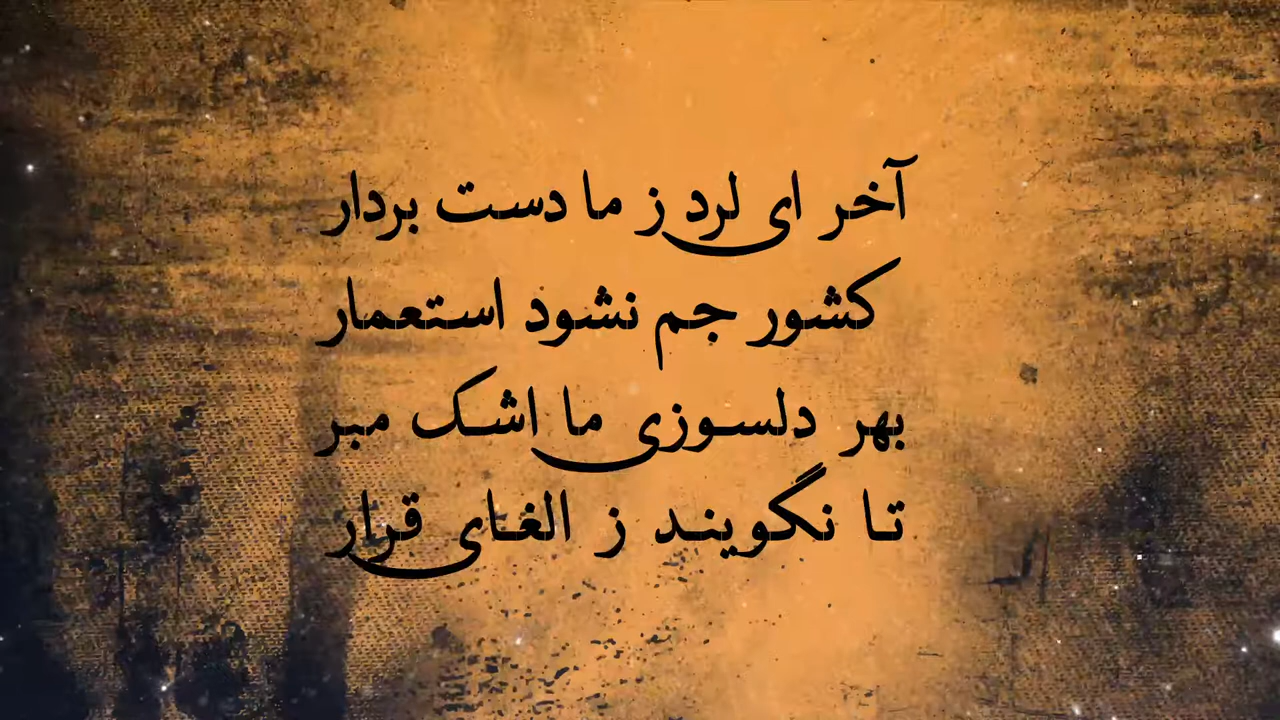 آخر ای لرد ز ما دست بردار
کشور جم نشود استعمار
بهر دلسوزی ما اشک مبر
تا نگویند ز الغای قرار